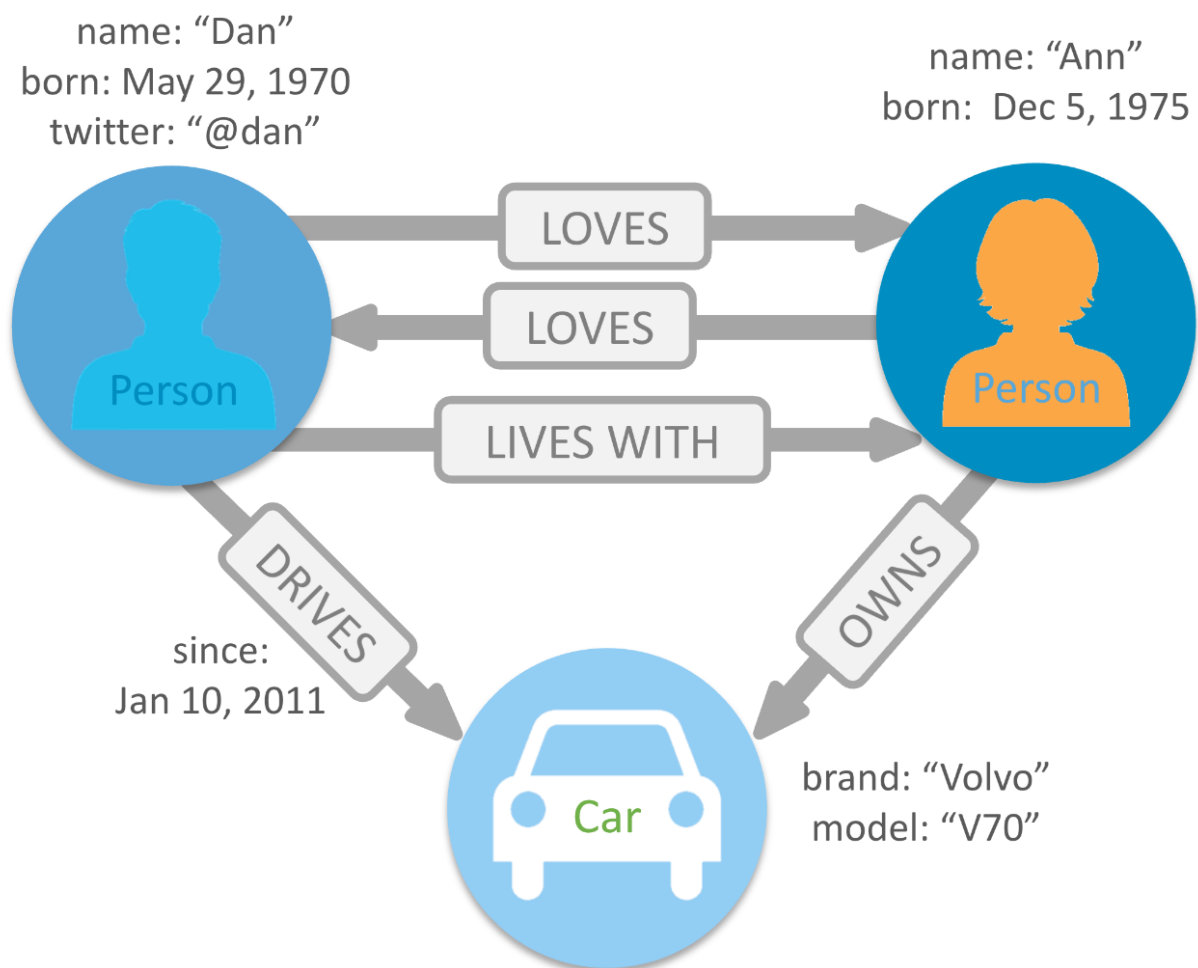 name: “Dan”
born: May 29, 1970
twitter: “@dan”
name: “Ann”
born:  Dec 5, 1975
LOVES
LOVES
Person
Person
LIVES WITH
DRIVES
OWNS
since:
Jan 10, 2011
Car
brand: “Volvo”
model: “V70”